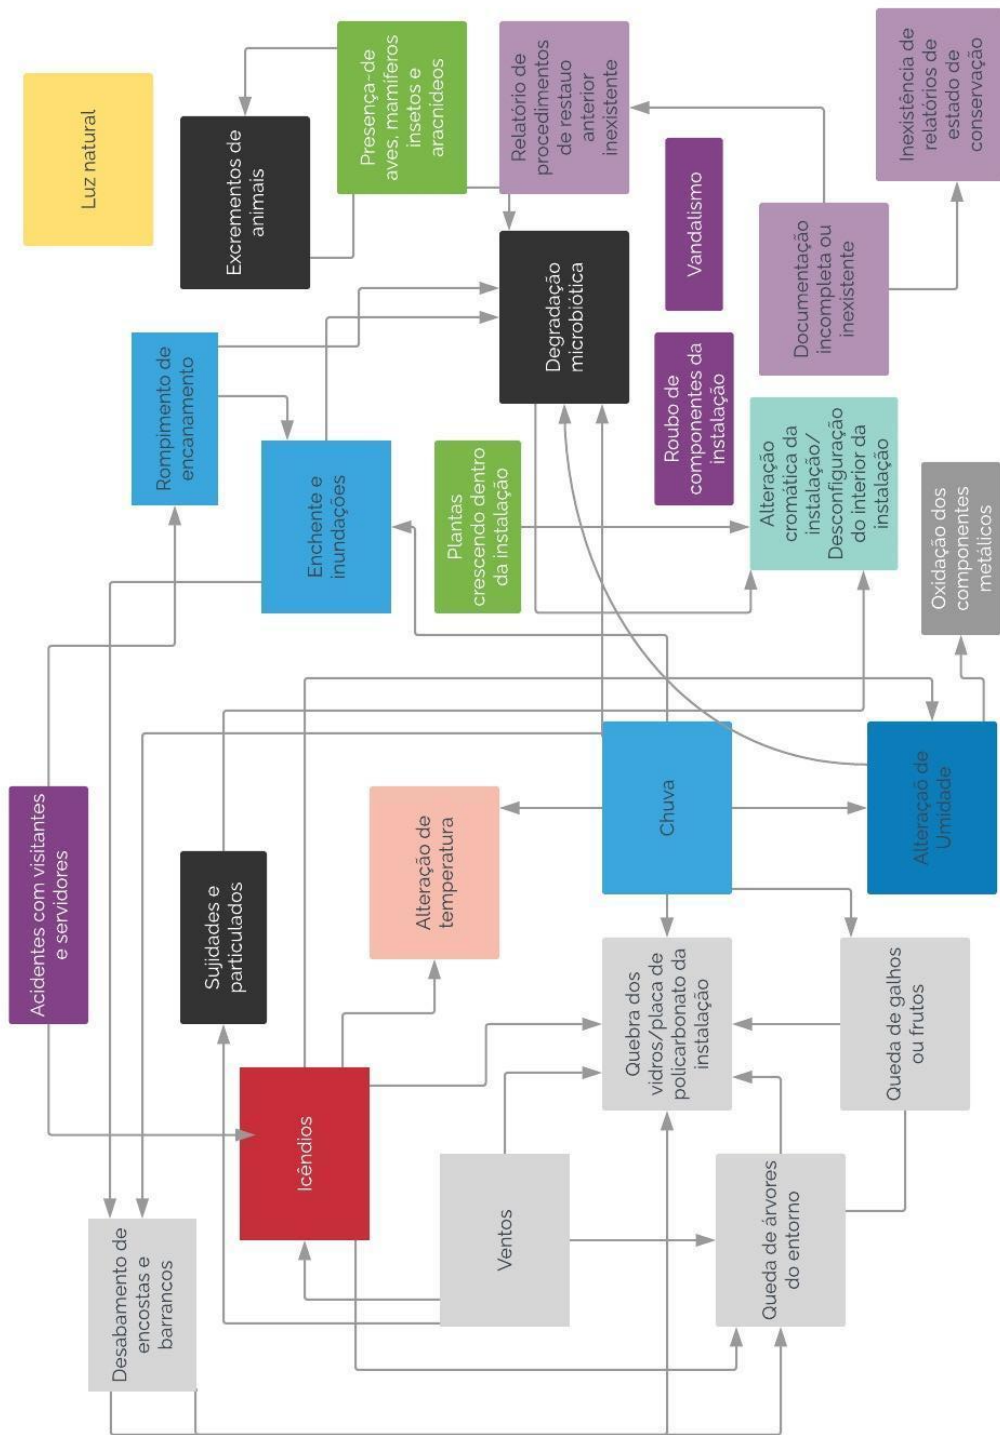 Acidentes com visitantes
e servidores
Luz natural
Desabamento de
encostas e
barrancos
Rompimento de
encanamento
Sujidades e
particulados
Excrementos de
animais
Icêndios
Enchente e
inundações
Presença-de
aves, mamíferos
insetos e
aracnídeos
Alteração de
temperatura
Plantas
crescendo dentro
da instalação
Ventos
Degradação
microbiótica
Relatório de
procedimentos
de restauo
anterior
inexistente
Quebra dos
vidros/placa de
policarbonato da
instalação
Chuva
Roubo de
componentes da
instalação
Vandalismo
Queda de árvores
do entorno
Alteração
cromática da
instalação/
Desconfiguração
do interior da
instalação
Documentação
incompleta ou
inexistente
Queda de galhos
ou frutos
Alteraçaõ de
Umidade
Inexistência de
relatórios de
estado de
conservação
Oxidação dos
componentes
metálicos